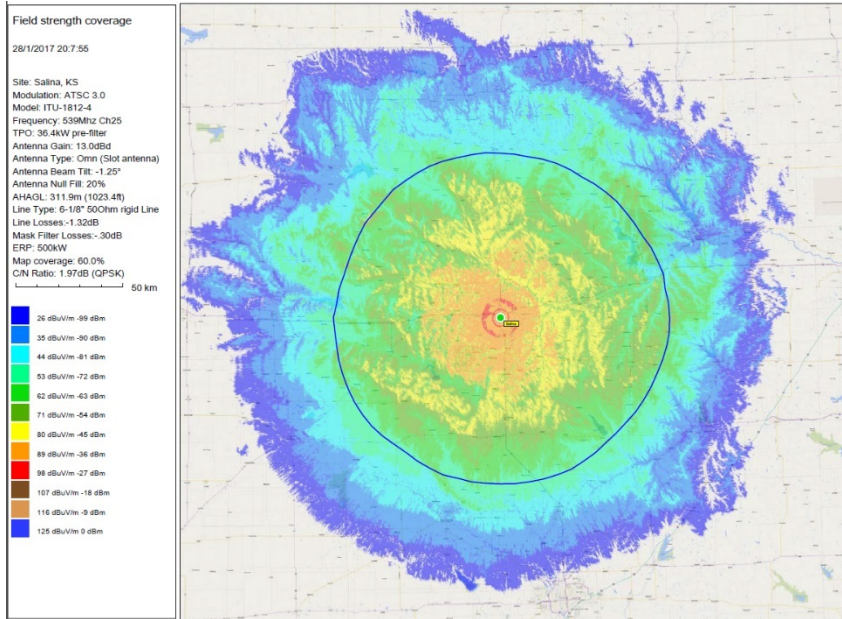 Field strength coverage
28/1/2017 20:7:55
Site: Salina, KS
Modulation: ATSC 3.0
Model: ITU-1812-4
Frequency: 539Mhz Ch25
TPO: 36.4kW pre-filter
Antenna Gain: 13.0dBd
Antenna Type: Omn (Slot antenna)
Antenna Beam Tilt: -1.25°
Antenna Null Fill: 20%
AHAGL: 311.9m (1023.4ft)
Line Type: 6-1/8" 50Ohm rigid Line
Line Losses:-1.32dB
Mask Filter Losses:-.30dB
ERP: 500kW
Map coverage: 60.0%
C/N Ratio: 1.97dB (QPSK)
50 km
26 dBuV/m -99 dBm
35 dBuV/m -90 dBm
44 dBuV/m -81 dBm
53 dBuV/m -72 dBm
62 dBuV/m -63 dBm
71 dBuV/m -54 dBm
80 dBuV/m -45 dBm
89 dBuV/m -36 dBm
98 dBuV/m -27 dBm
107 dBuV/m -18 dBm
116 dBuV/m -9 dBm
125 dBuV/m 0 dBm
Salina